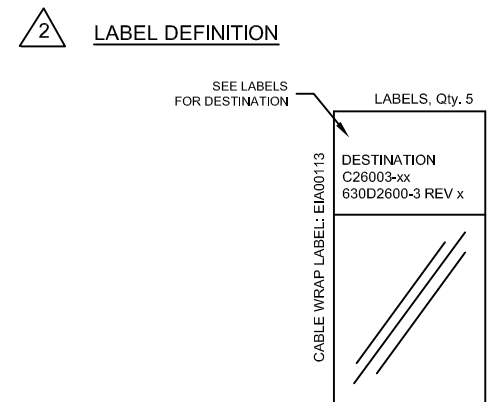 2 LABEL DEFINITION
SEE LABELS
FOR DESTINATION
LABELS, Qty. 5
CABLE WRAP LABEL: EIA00113
DESTINATION
C26003-xx
630D2600-3 REV x